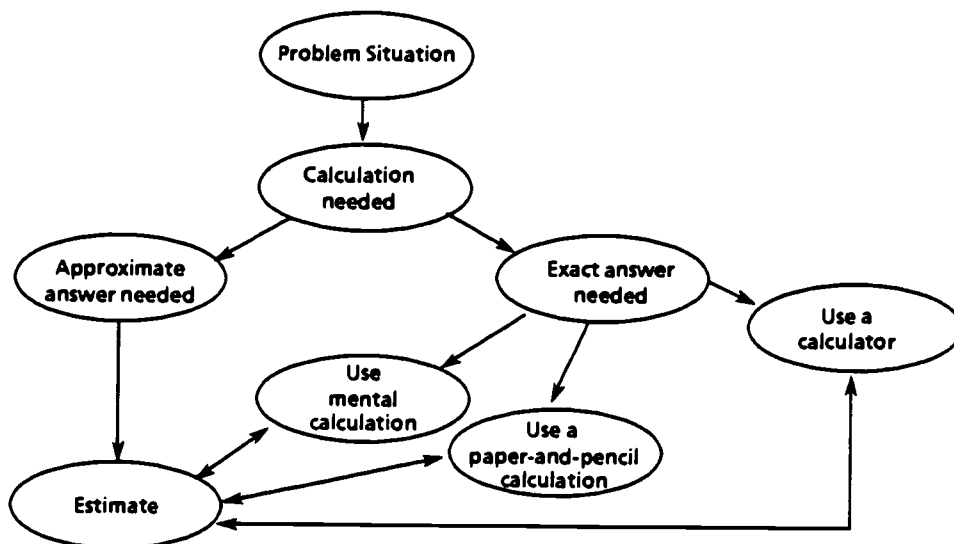 Problem Situation
Calculation
needed
Approximate
answer needed
Exact answer
needed
Use a
calculator
Use
mental
calculation
Use a
paper-and-pencil
calculation
Estimate